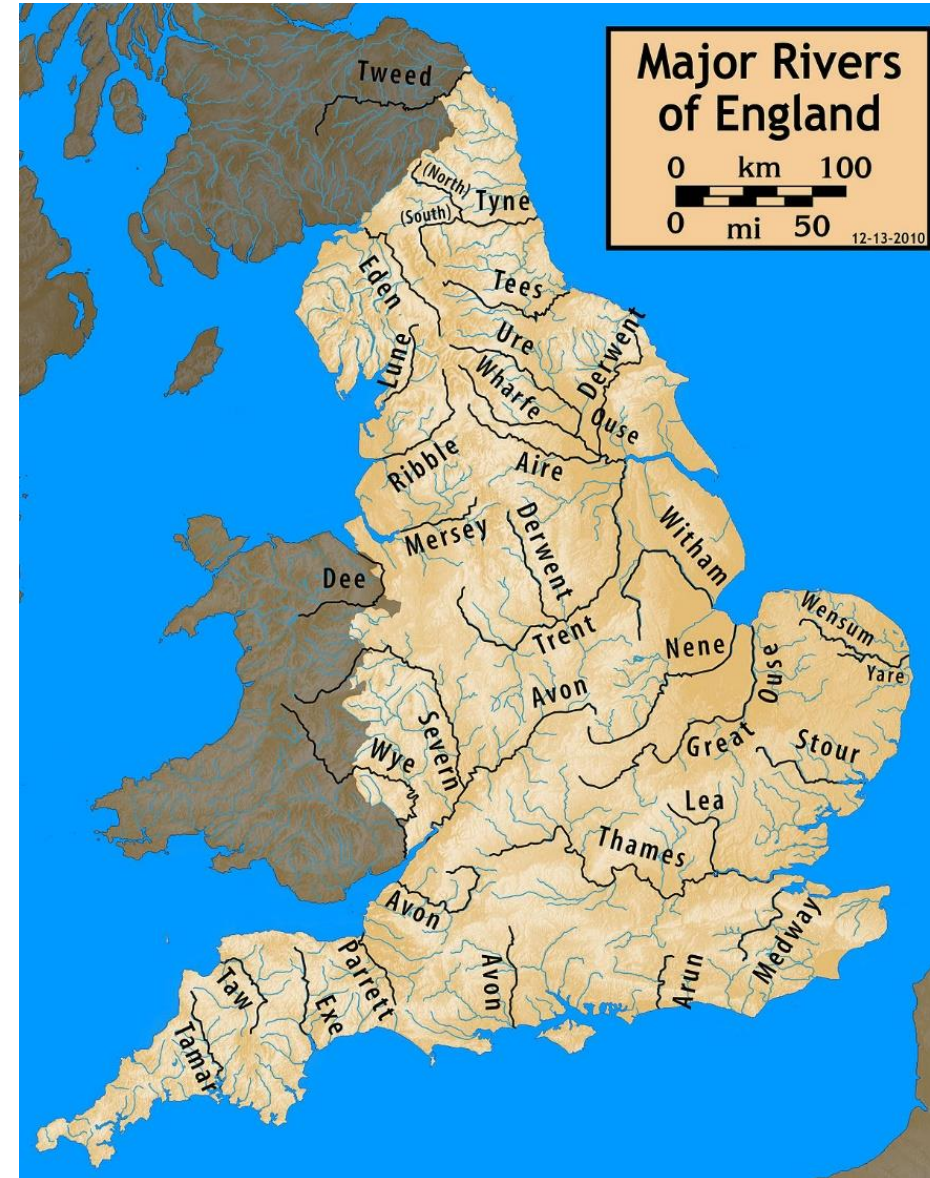 Major Rivers
of England
0 km 100
0 mi 50
12-13-2010
Tweed
(North)
(South)
Tyne
Eden
Tees
Lune
Ure
Derwent
Wharfe
Ouse
Ribble
Aire
Mersey
Derwent
Witham
Dee
Trent
Nene
Wensum
Yare
Ouse
Avon
Severn
Wye
Great
Stour
Lea
Thames
Avon
Parrett
Avon
Arun
Medway
Taw
Exe
Tamar